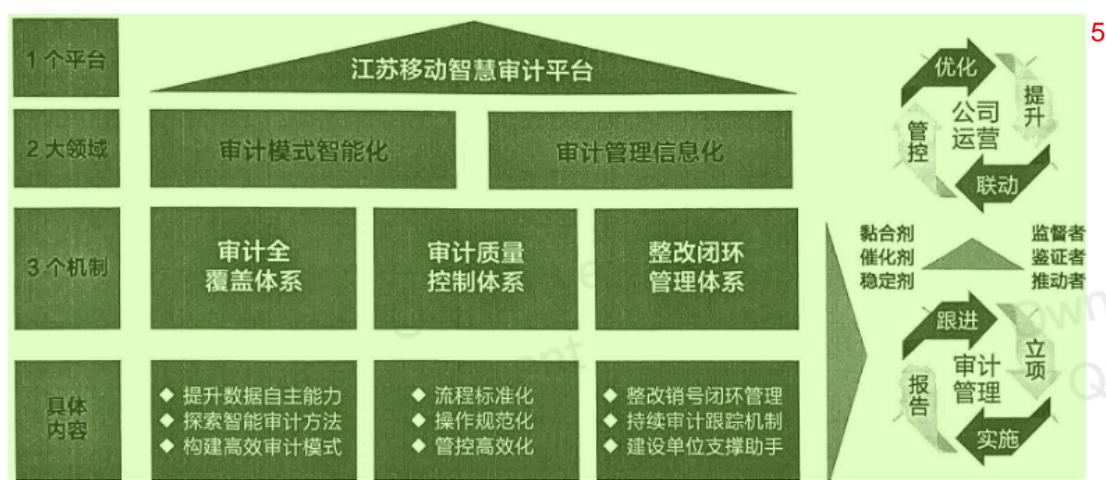 1个平台
江苏移动智慧审计平台
2大领域
审计模式智能化
审计管理信息化
3个机制
审计全
覆盖体系
审计质量
控制体系
整改闭环
管理体系
具体
内容
◆ 提升数据自主能力
◆ 探索智能审计方法
◆ 构建高效审计模式
◆ 流程标准化
◆ 操作规范化
◆ 管控高效化
◆ 整改销号闭环管理
◆ 持续审计跟踪机制
◆ 建设单位支撑助手
5
优化
提升
公司
运营
管控
联动
黏合剂
催化剂
稳定剂
监督者
鉴证者
推动者
跟进
立项
审计
管理
报告
实施